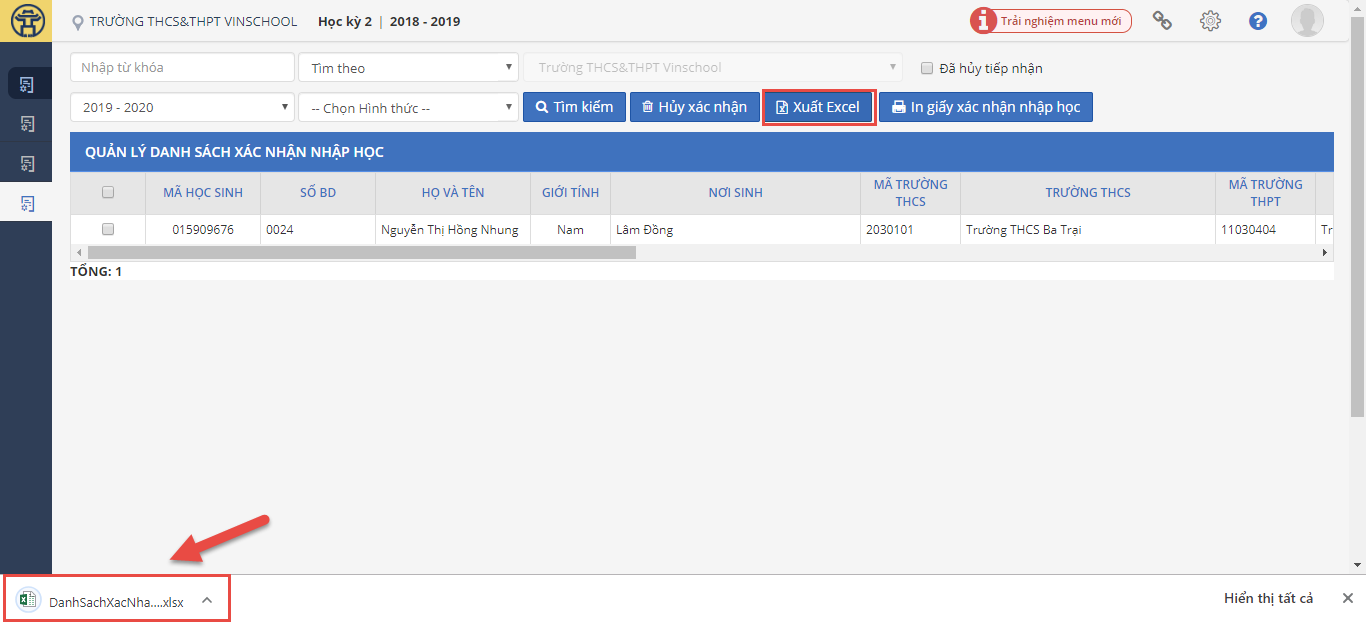 TRƯỜNG THCS&THPT VINSCHOOL Học kỳ 2 | 2018 - 2019 Trải nghiệm menu mới
Nhập từ khóa Tìm theo Trường THCS&THPT Vinschool Đã hủy tiếp nhận
2019 - 2020 -- Chọn Hình thức -- Tìm kiếm Hủy xác nhận Xuất Excel In giấy xác nhận nhập học
QUẢN LÝ DANH SÁCH XÁC NHẬN NHẬP HỌC
MÃ HỌC SINH SỐ BD HỌ VÀ TÊN GIỚI TÍNH NƠI SINH MÃ TRƯỜNG THCS TRƯỜNG THCS MÃ TRƯỜNG THPT
015909676 0024 Nguyễn Thị Hồng Nhung Nam Lâm Đồng 2030101 Trường THCS Ba Trại 11030404 Tr
TỔNG: 1
DanhSachXacNha....xlsx Hiển thị tất cả